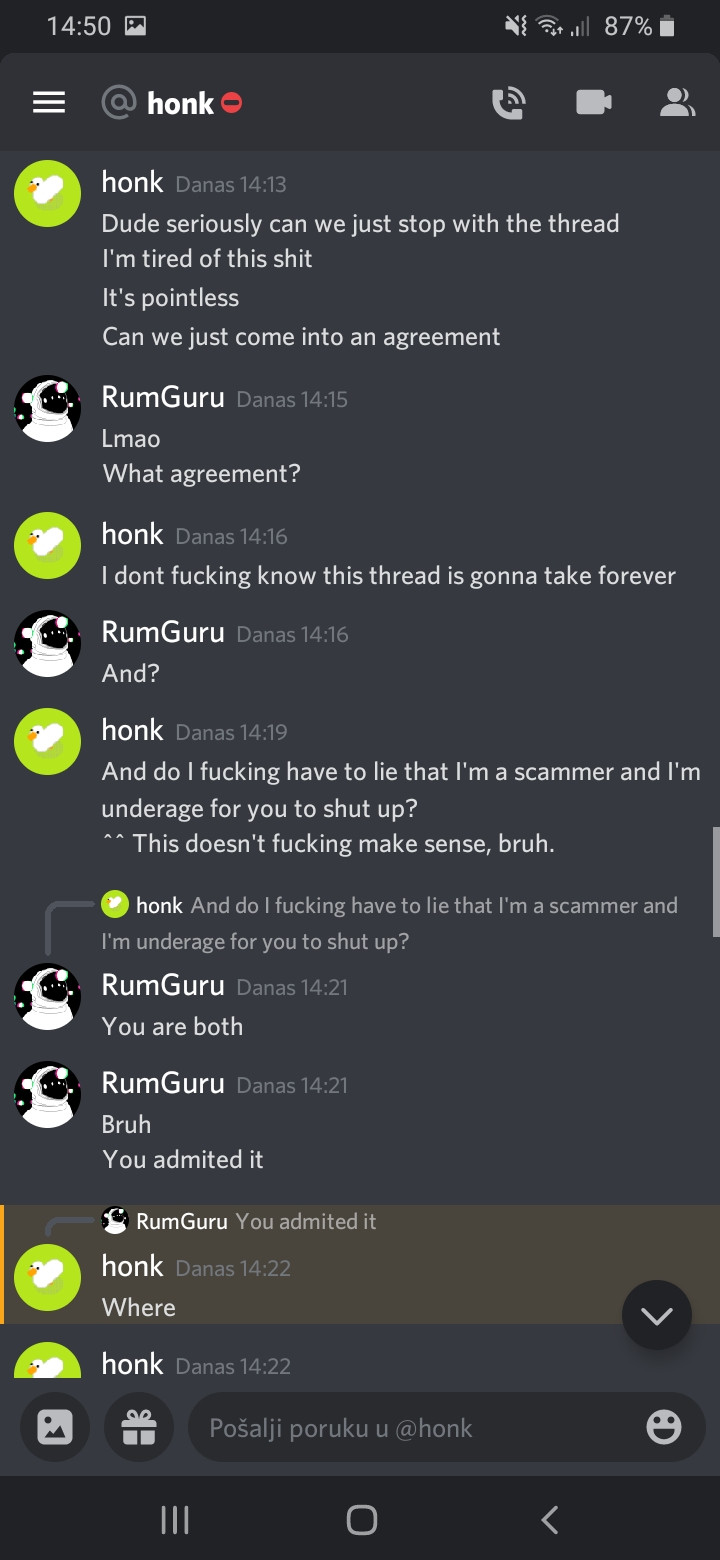 14:50 87%
@ honk
honk Danas 14:13
Dude seriously can we just stop with the thread
I'm tired of this shit
It's pointless
Can we just come into an agreement
RumGuru Danas 14:15
Lmao
What agreement?
honk Danas 14:16
I dont fucking know this thread is gonna take forever
RumGuru Danas 14:16
And?
honk Danas 14:19
And do I fucking have to lie that I'm a scammer and I'm
underage for you to shut up?
^^ This doesn't fucking make sense, bruh.
honk And do I fucking have to lie that I'm a scammer and
I'm underage for you to shut up?
RumGuru Danas 14:21
You are both
RumGuru Danas 14:21
Bruh
You admited it
RumGuru You admited it
honk Danas 14:22
Where
honk Danas 14:22
Pošalji poruku u @honk